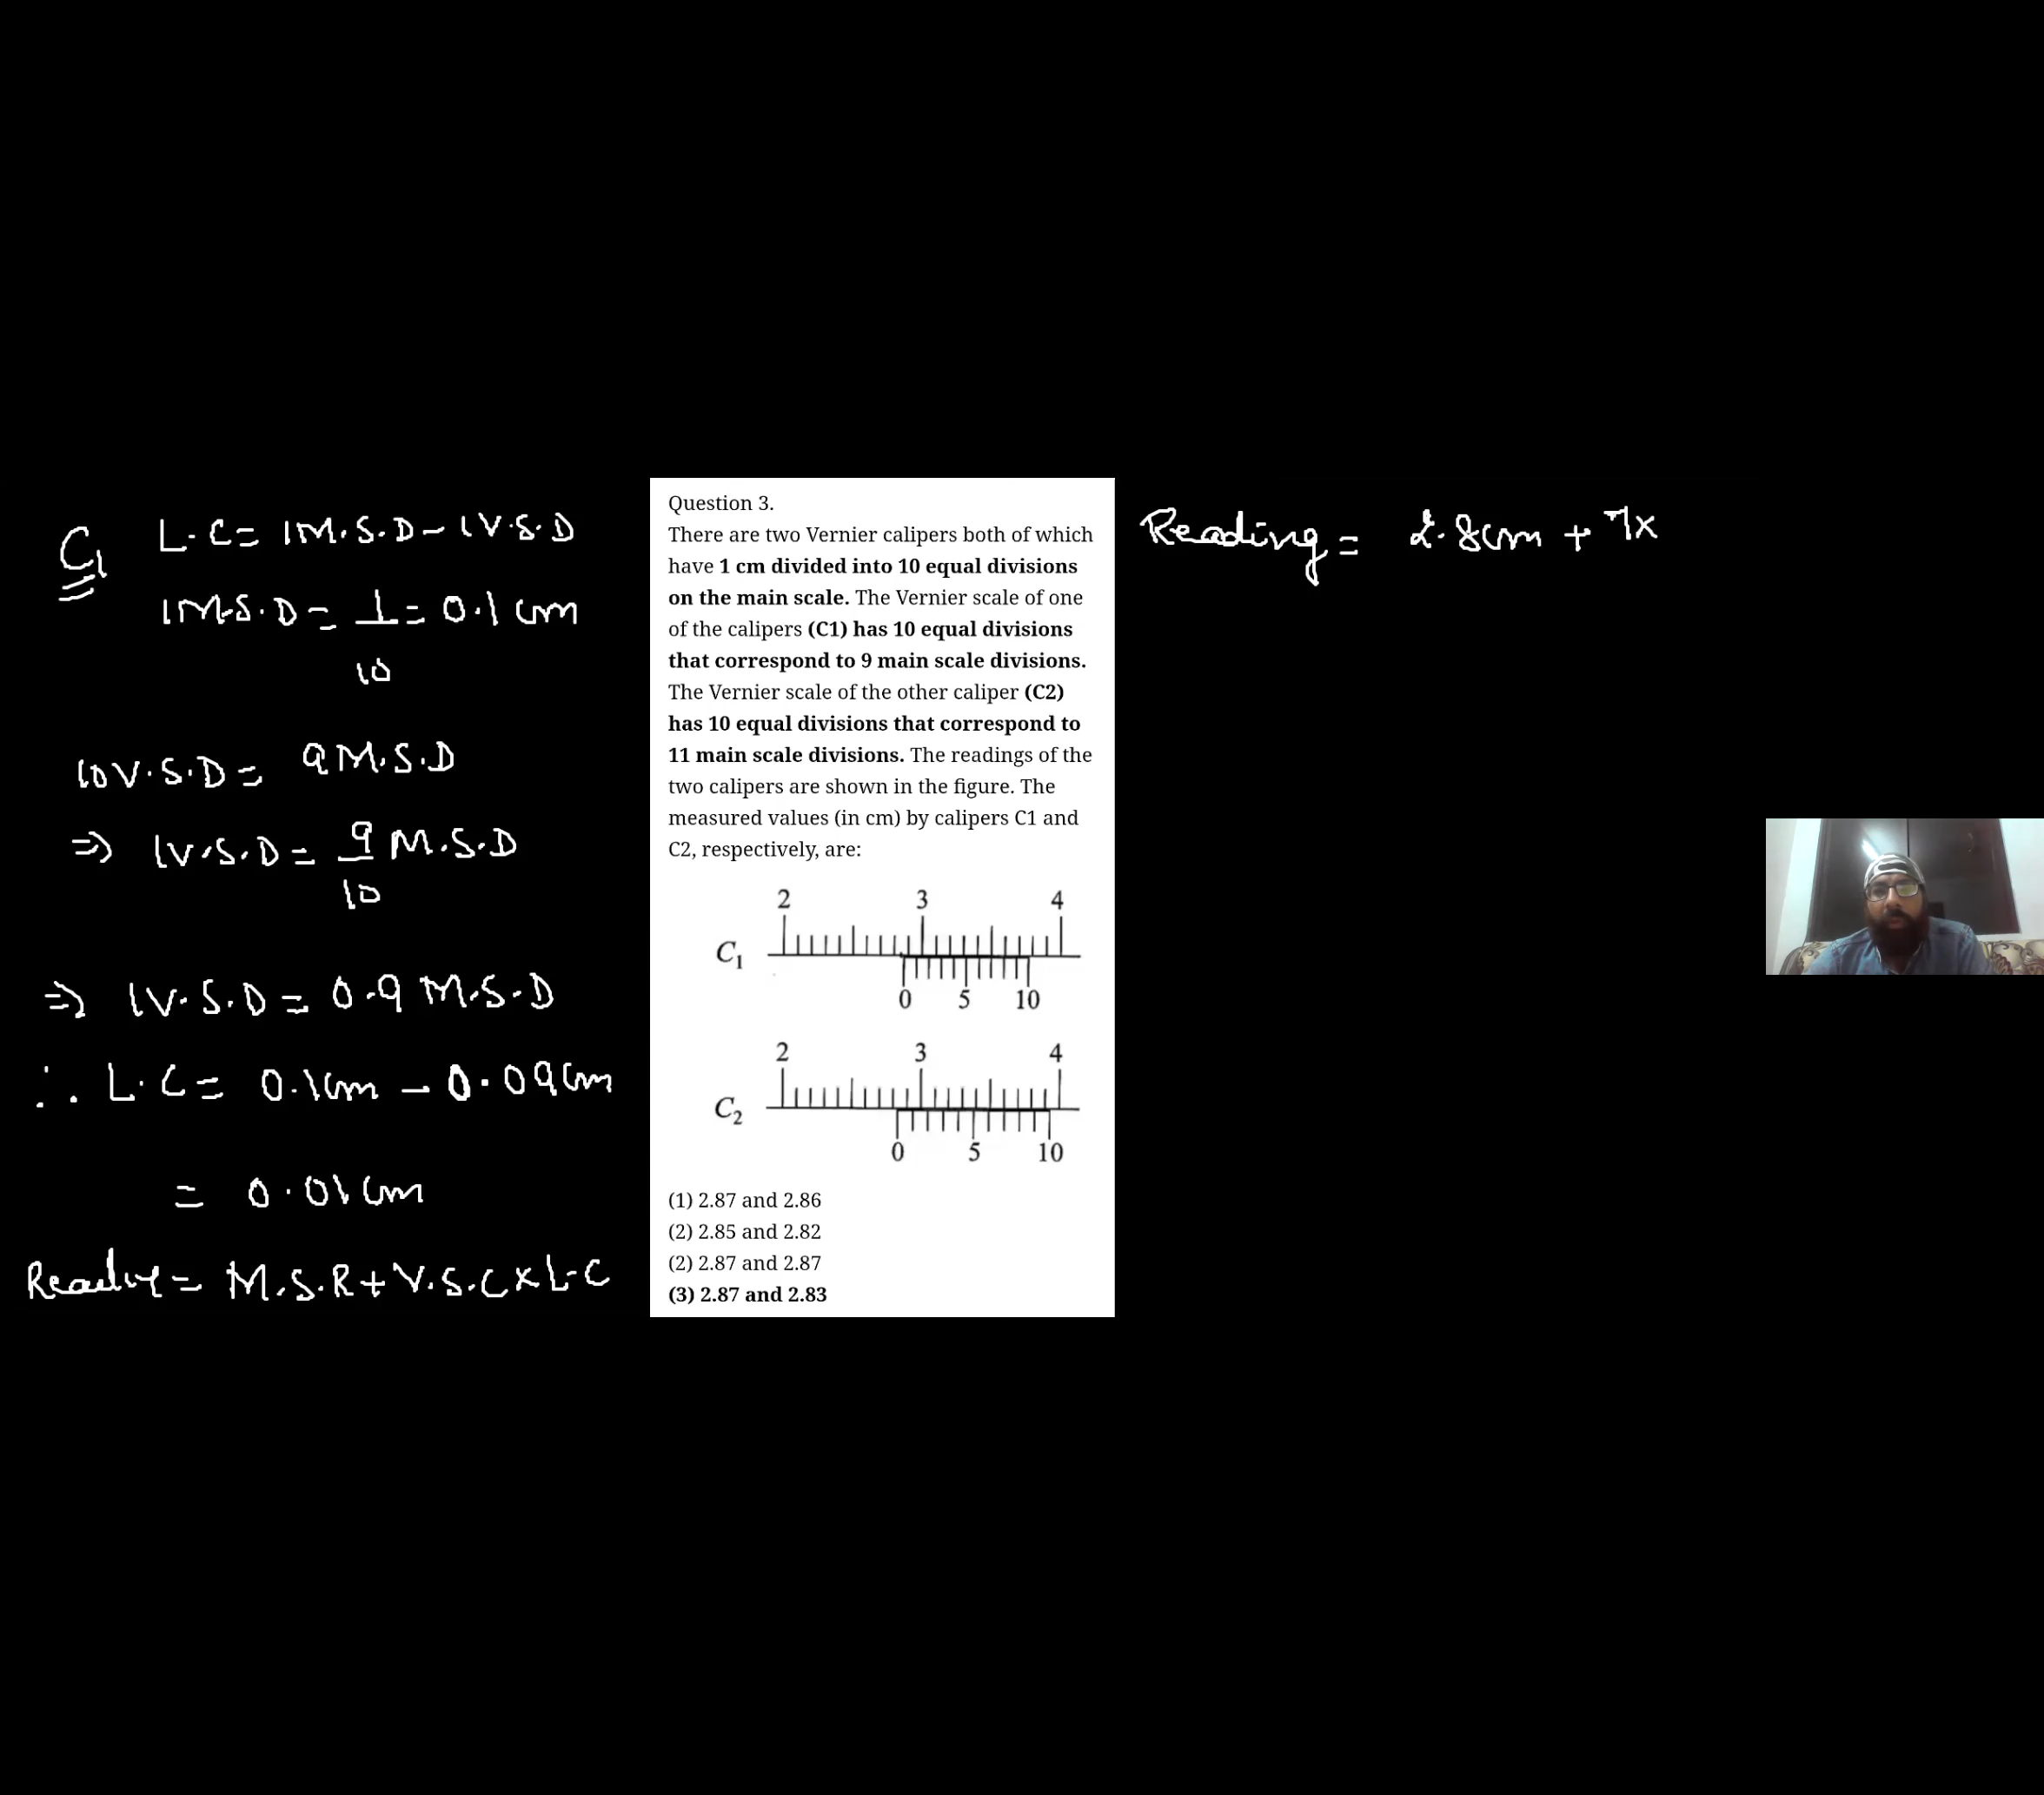 C1 L.C = 1M.S.D - 1V.S.D
1M.S.D = 1/10 = 0.1 cm
10V.S.D = 9M.S.D
⇒ 1V.S.D = 9/10 M.S.D
⇒ 1V.S.D = 0.9 M.S.D
∴ L.C = 0.1cm - 0.09cm
= 0.01cm
= M.S.R + V.S.C x L.C
Question 3.
There are two Vernier calipers both of which
have 1 cm divided into 10 equal divisions
on the main scale. The Vernier scale of one
of the calipers (C1) has 10 equal divisions
that correspond to 9 main scale divisions.
The Vernier scale of the other caliper (C2)
has 10 equal divisions that correspond to
11 main scale divisions. The readings of the
two calipers are shown in the figure. The
measured values (in cm) by calipers C1 and
C2, respectively, are:
2 3 4
C1
0 5 10
2 3 4
C2
0 5 10
(1) 2.87 and 2.86
(2) 2.85 and 2.82
(2) 2.87 and 2.87
(3) 2.87 and 2.83
Reading = 2.8cm + 7x